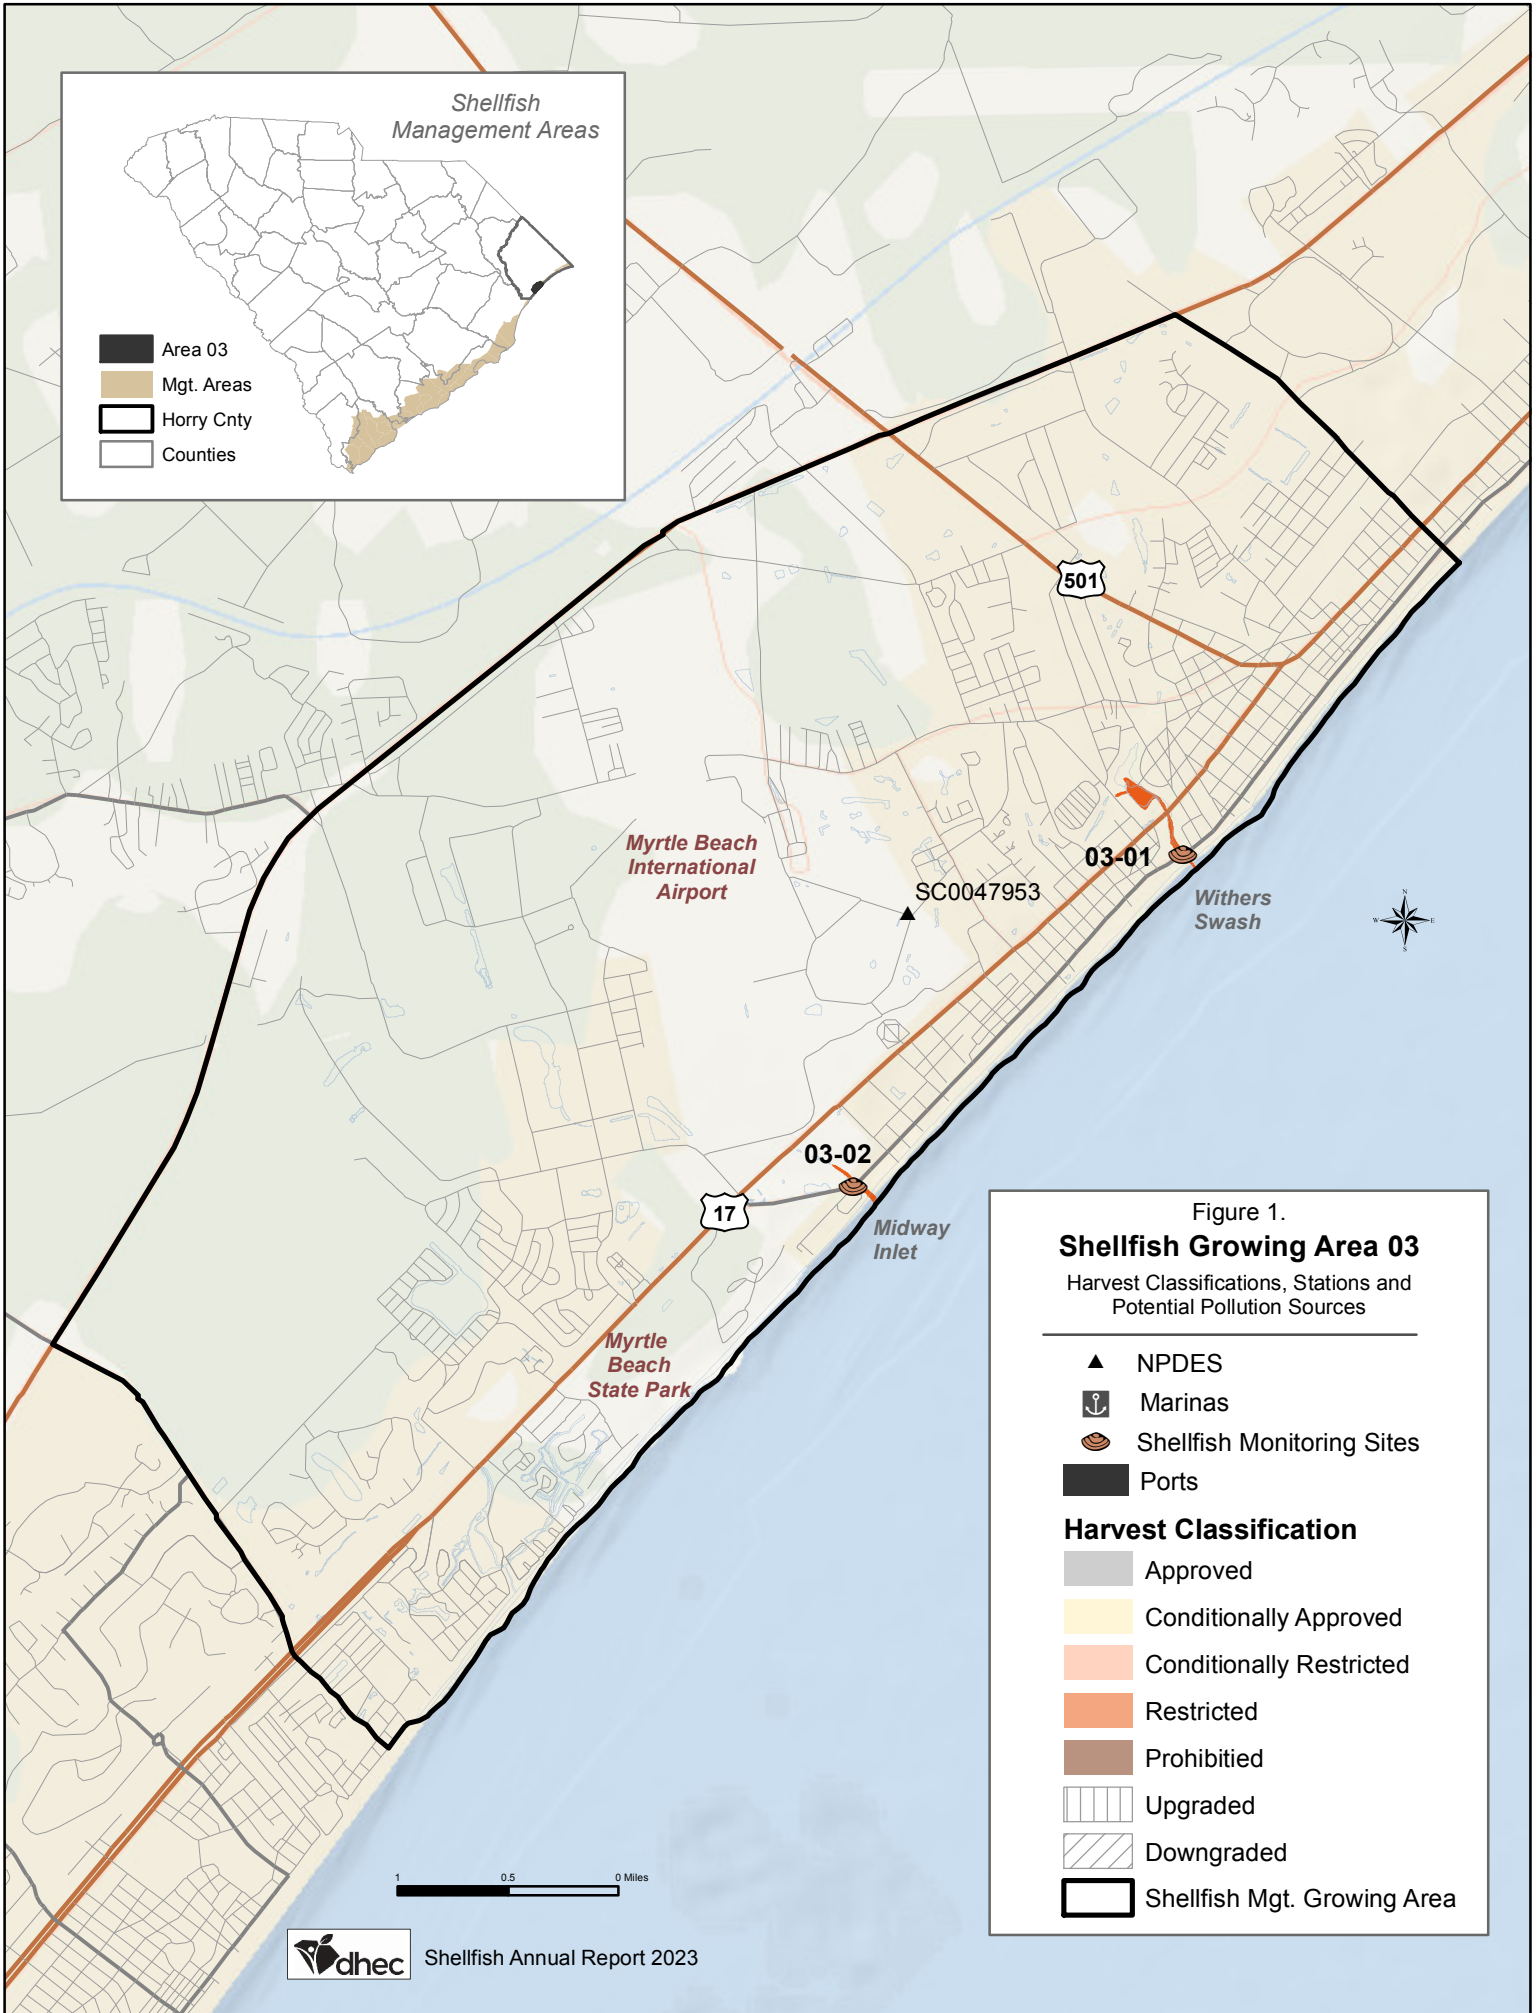 Shellfish
Management Areas
Area 03
Mgt. Areas
Horry Cnty
Counties
501
Myrtle Beach
International
Airport
SC0047953
03-01
Withers
Swash
N
W
E
S
03-02
17
Midway
Inlet
Myrtle
Beach
State Park
Figure 1.
Shellfish Growing Area 03
Harvest Classifications, Stations and
Potential Pollution Sources
NPDES
Marinas
Shellfish Monitoring Sites
Ports
Harvest Classification
Approved
Conditionally Approved
Conditionally Restricted
Restricted
Prohibitied
Upgraded
Downgraded
Shellfish Mgt. Growing Area
1 0.5 0 Miles
dhec
Shellfish Annual Report 2023